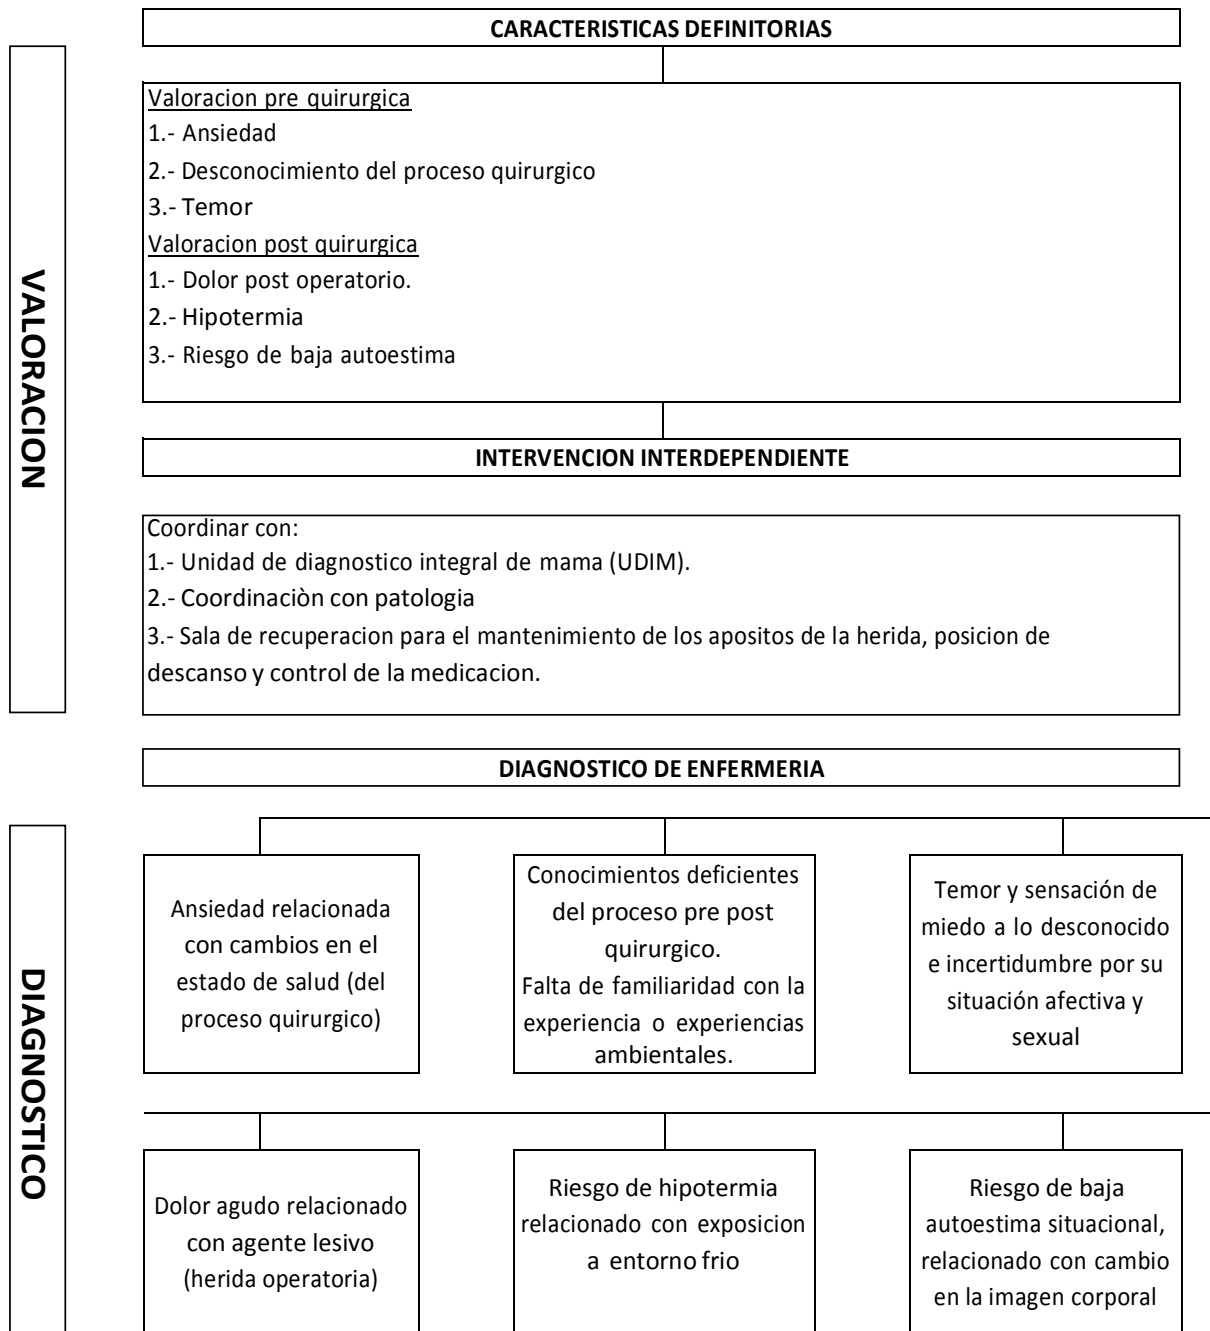 CARACTERISTICAS DEFINITORIAS
VALORACION
Valoracion pre quirurgica
1.- Ansiedad
2.- Desconocimiento del proceso quirurgico
3.- Temor
Valoracion post quirurgica
1.- Dolor post operatorio.
2.- Hipotermia
3.- Riesgo de baja autoestima
INTERVENCION INTERDEPENDIENTE
Coordinar con:
1.- Unidad de diagnostico integral de mama (UDIM).
2.- Coordinaciòn con patologia
3.- Sala de recuperacion para el mantenimiento de los apositos de la herida, posicion de
descanso y control de la medicacion.
DIAGNOSTICO DE ENFERMERIA
DIAGNOSTICO
Ansiedad relacionada
con cambios en el
estado de salud (del
proceso quirurgico)
Conocimientos deficientes
del proceso pre post
quirurgico.
Falta de familiaridad con la
experiencia o experiencias
ambientales.
Temor y sensación de
miedo a lo desconocido
e incertidumbre por su
situación afectiva y
sexual
Dolor agudo relacionado
con agente lesivo
(herida operatoria)
Riesgo de hipotermia
relacionado con exposicion
a entorno frio
Riesgo de baja
autoestima situacional,
relacionado con cambio
en la imagen corporal